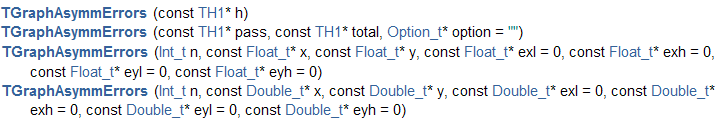 TGraphAsymmErrors (const TH1* h)
TGraphAsymmErrors (const TH1* pass, const TH1* total, Option_t* option = "")
TGraphAsymmErrors (Int_t n, const Float_t* x, const Float_t* y, const Float_t* exl = 0, const Float_t* exh = 0,
const Float_t* eyl = 0, const Float_t* eyh = 0)
TGraphAsymmErrors (Int_t n, const Double_t* x, const Double_t* y, const Double_t* exl = 0, const Double_t*
exh = 0, const Double_t* eyl = 0, const Double_t* eyh = 0)